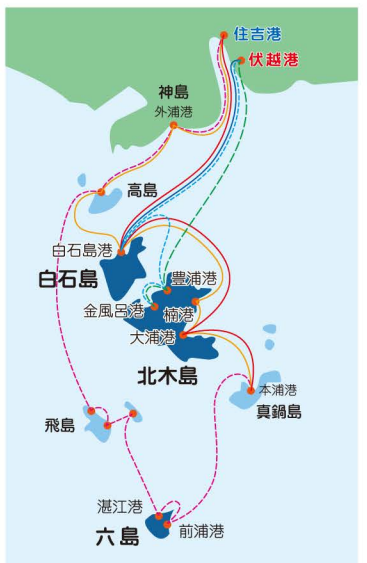 住吉港
伏越港
神島
外浦港
高島
白石島港
白石島
豊浦港
金風呂港
楠港
大浦港
北木島
本浦港
真鍋島
飛島
湛江港
六島
前浦港